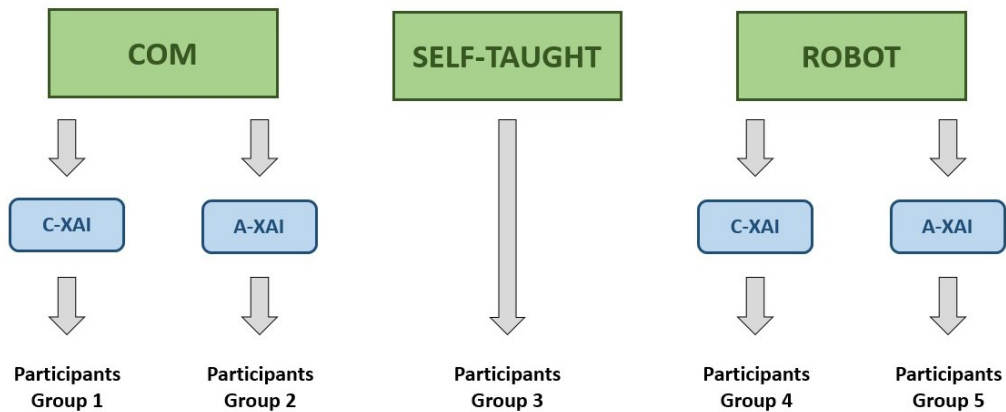 COM
SELF-TAUGHT
ROBOT
C-XAI
A-XAI
C-XAI
A-XAI
Participants
Group 1
Participants
Group 2
Participants
Group 3
Participants
Group 4
Participants
Group 5